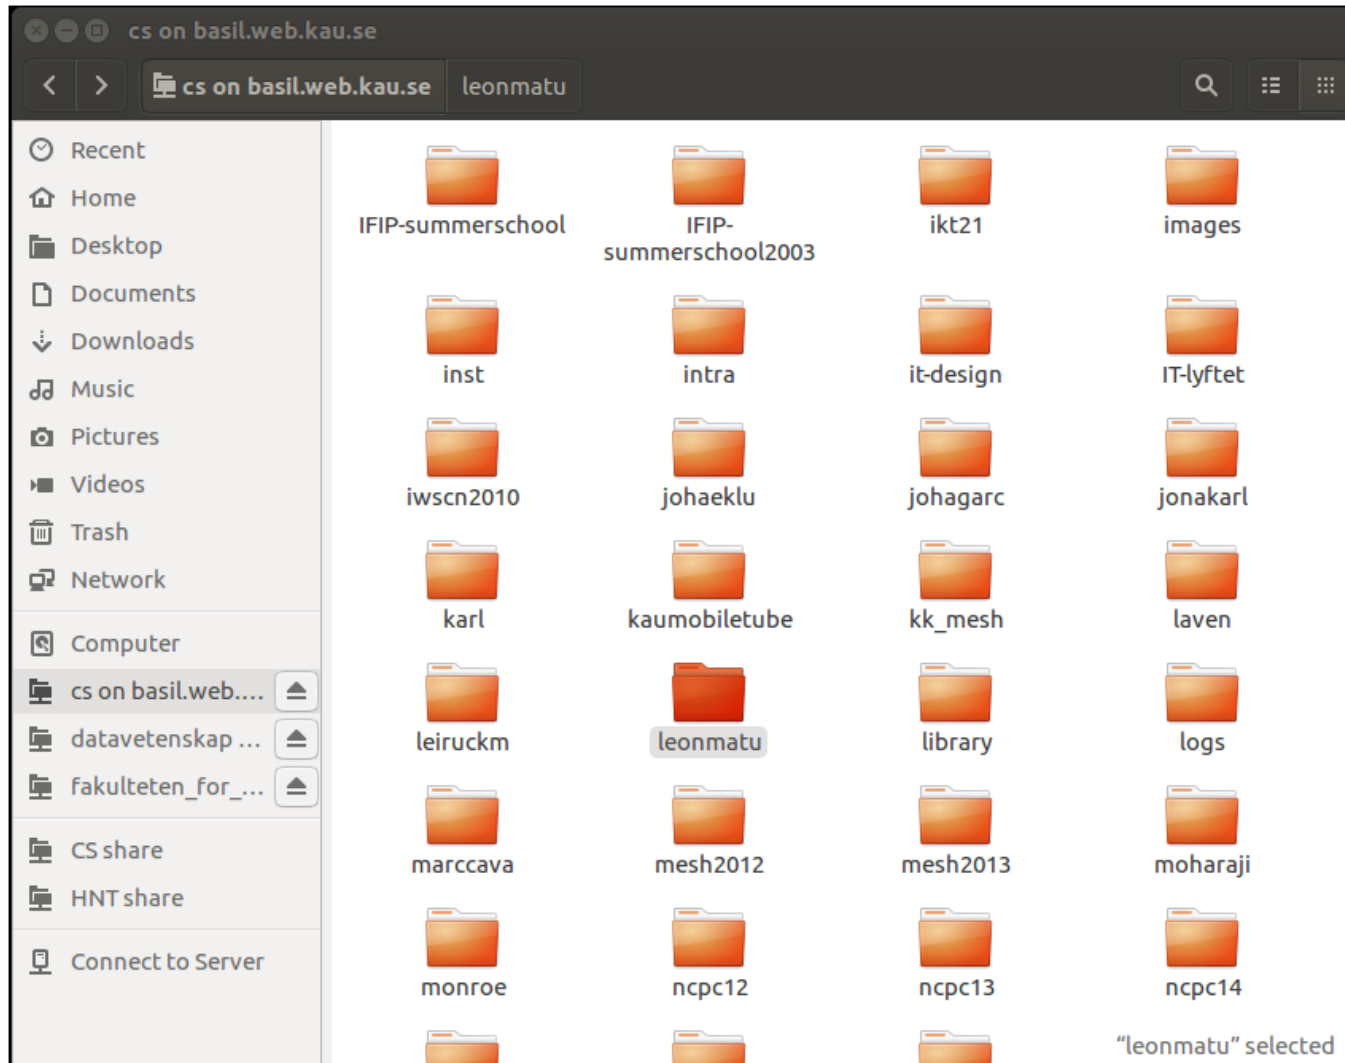 cs on basil.web.kau.se
cs on basil.web.kau.se leonmatu
Recent
Home
Desktop
Documents
Downloads
Music
Pictures
Videos
Trash
Network
Computer
cs on basil.web....
datavetenskap ...
fakulteten_for_...
CS share
HNT share
Connect to Server
IFIP-summerschool
IFIP-
summerschool2003
ikt21
images
inst
intra
it-design
IT-lyftet
iwscn2010
johaeklu
johagarc
jonakarl
karl
kaumobiletube
kk_mesh
laven
leiruckm
leonmatu
library
logs
marccava
mesh2012
mesh2013
moharaji
monroe
ncpc12
ncpc13
ncpc14
“leonmatu” selected